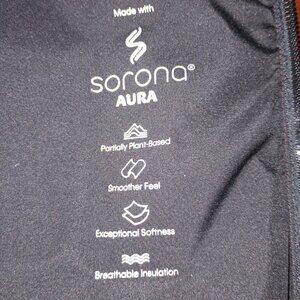 Made with
sorona®
AURA
Partially Plant-Based
Smoother Feel
Exceptional Softness
Breathable Insulation